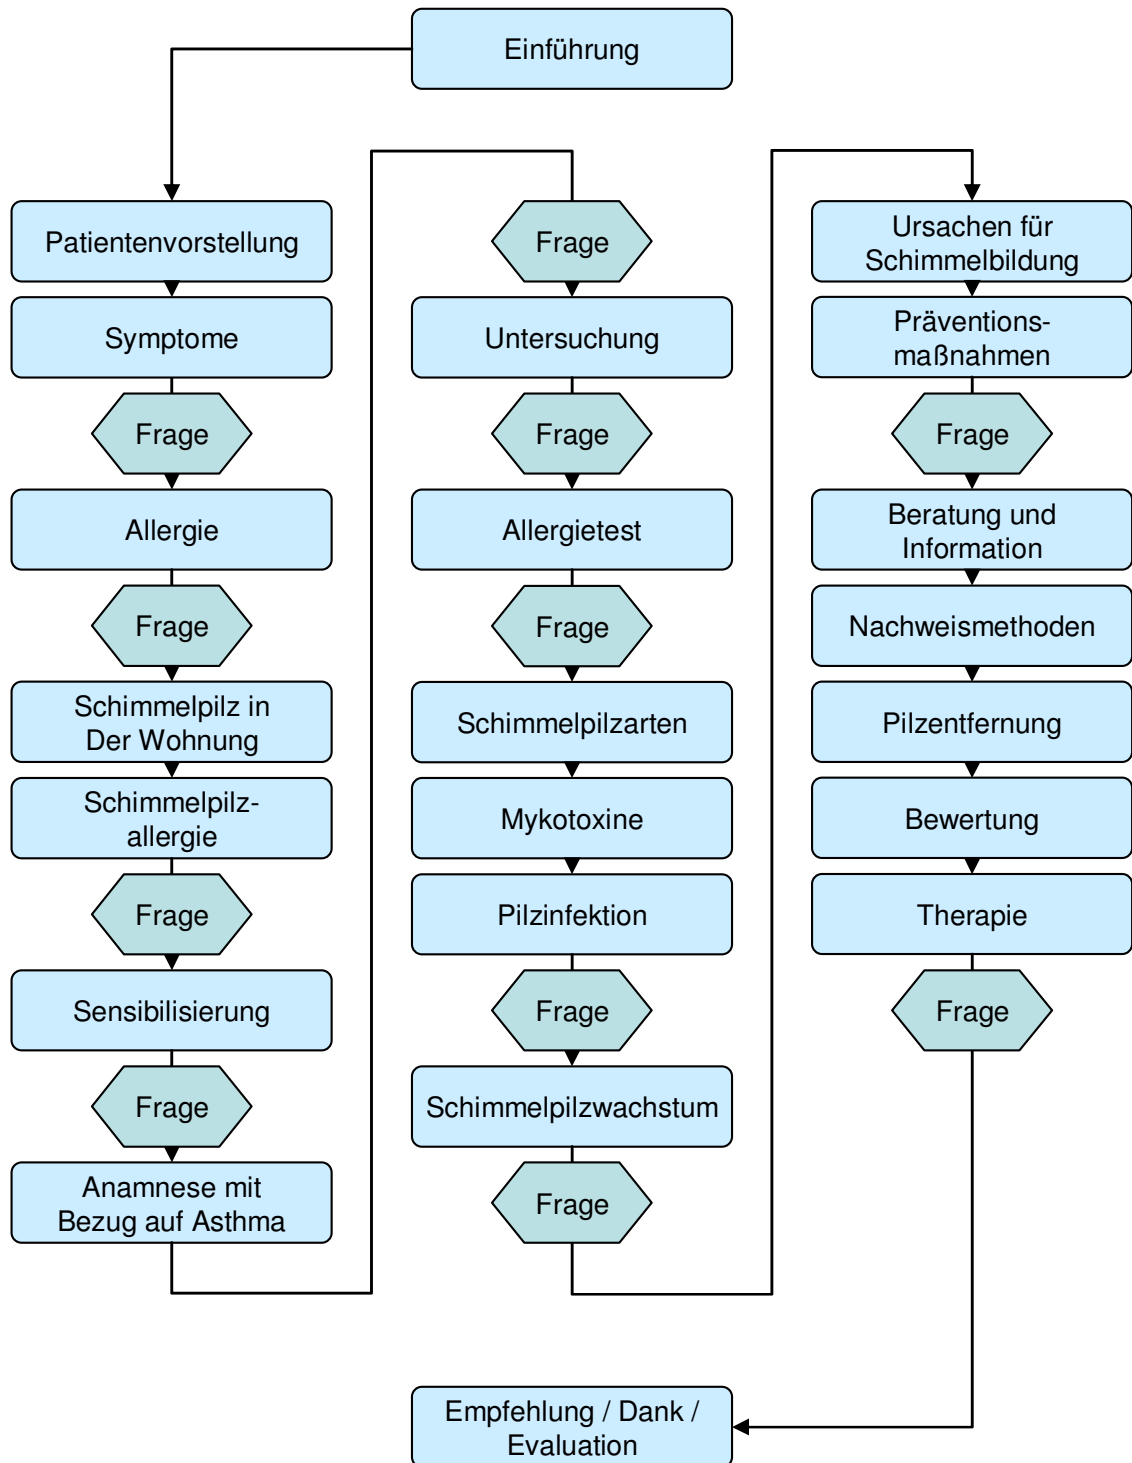 Einführung
Patientenvorstellung
Symptome
Frage
Allergie
Frage
Schimmelpilz in
Der Wohnung
Schimmelpilz-
allergie
Frage
Sensibilisierung
Frage
Anamnese mit
Bezug auf Asthma
Frage
Untersuchung
Frage
Allergietest
Frage
Schimmelpilzarten
Mykotoxine
Pilzinfektion
Frage
Schimmelpilzwachstum
Frage
Ursachen für
Schimmelbildung
Präventions-
maßnahmen
Frage
Beratung und
Information
Nachweismethoden
Pilzentfernung
Bewertung
Therapie
Frage
Empfehlung / Dank /
Evaluation